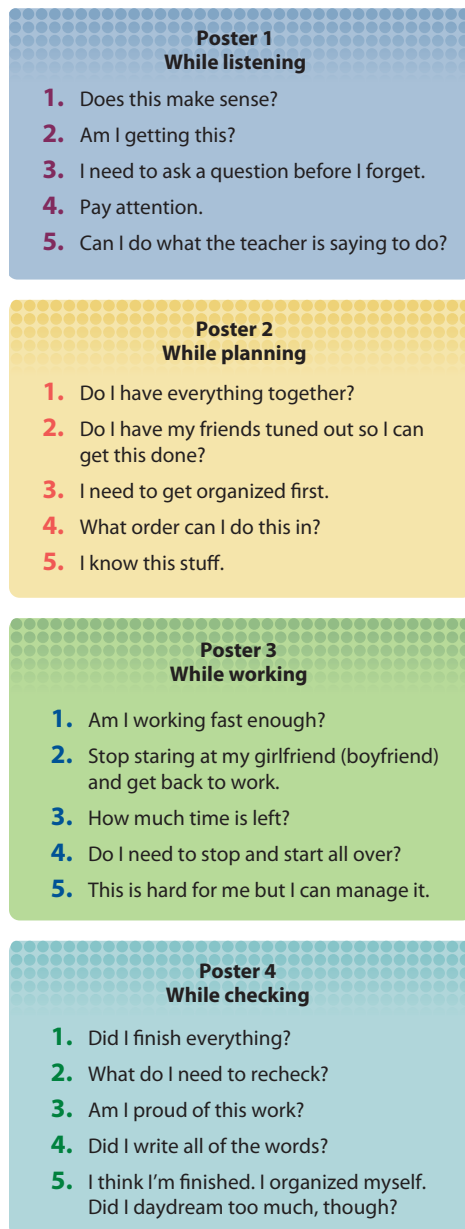 Poster 1
While listening
1. Does this make sense?
2. Am I getting this?
3. I need to ask a question before I forget.
4. Pay attention.
5. Can I do what the teacher is saying to do?
Poster 2
While planning
1. Do I have everything together?
2. Do I have my friends tuned out so I can
get this done?
3. I need to get organized first.
4. What order can I do this in?
5. I know this stuff.
Poster 3
While working
1. Am I working fast enough?
2. Stop staring at my girlfriend (boyfriend)
and get back to work.
3. How much time is left?
4. Do I need to stop and start all over?
5. This is hard for me but I can manage it.
Poster 4
While checking
1. Did I finish everything?
2. What do I need to recheck?
3. Am I proud of this work?
4. Did I write all of the words?
5. I think I'm finished. I organized myself.
Did I daydream too much, though?